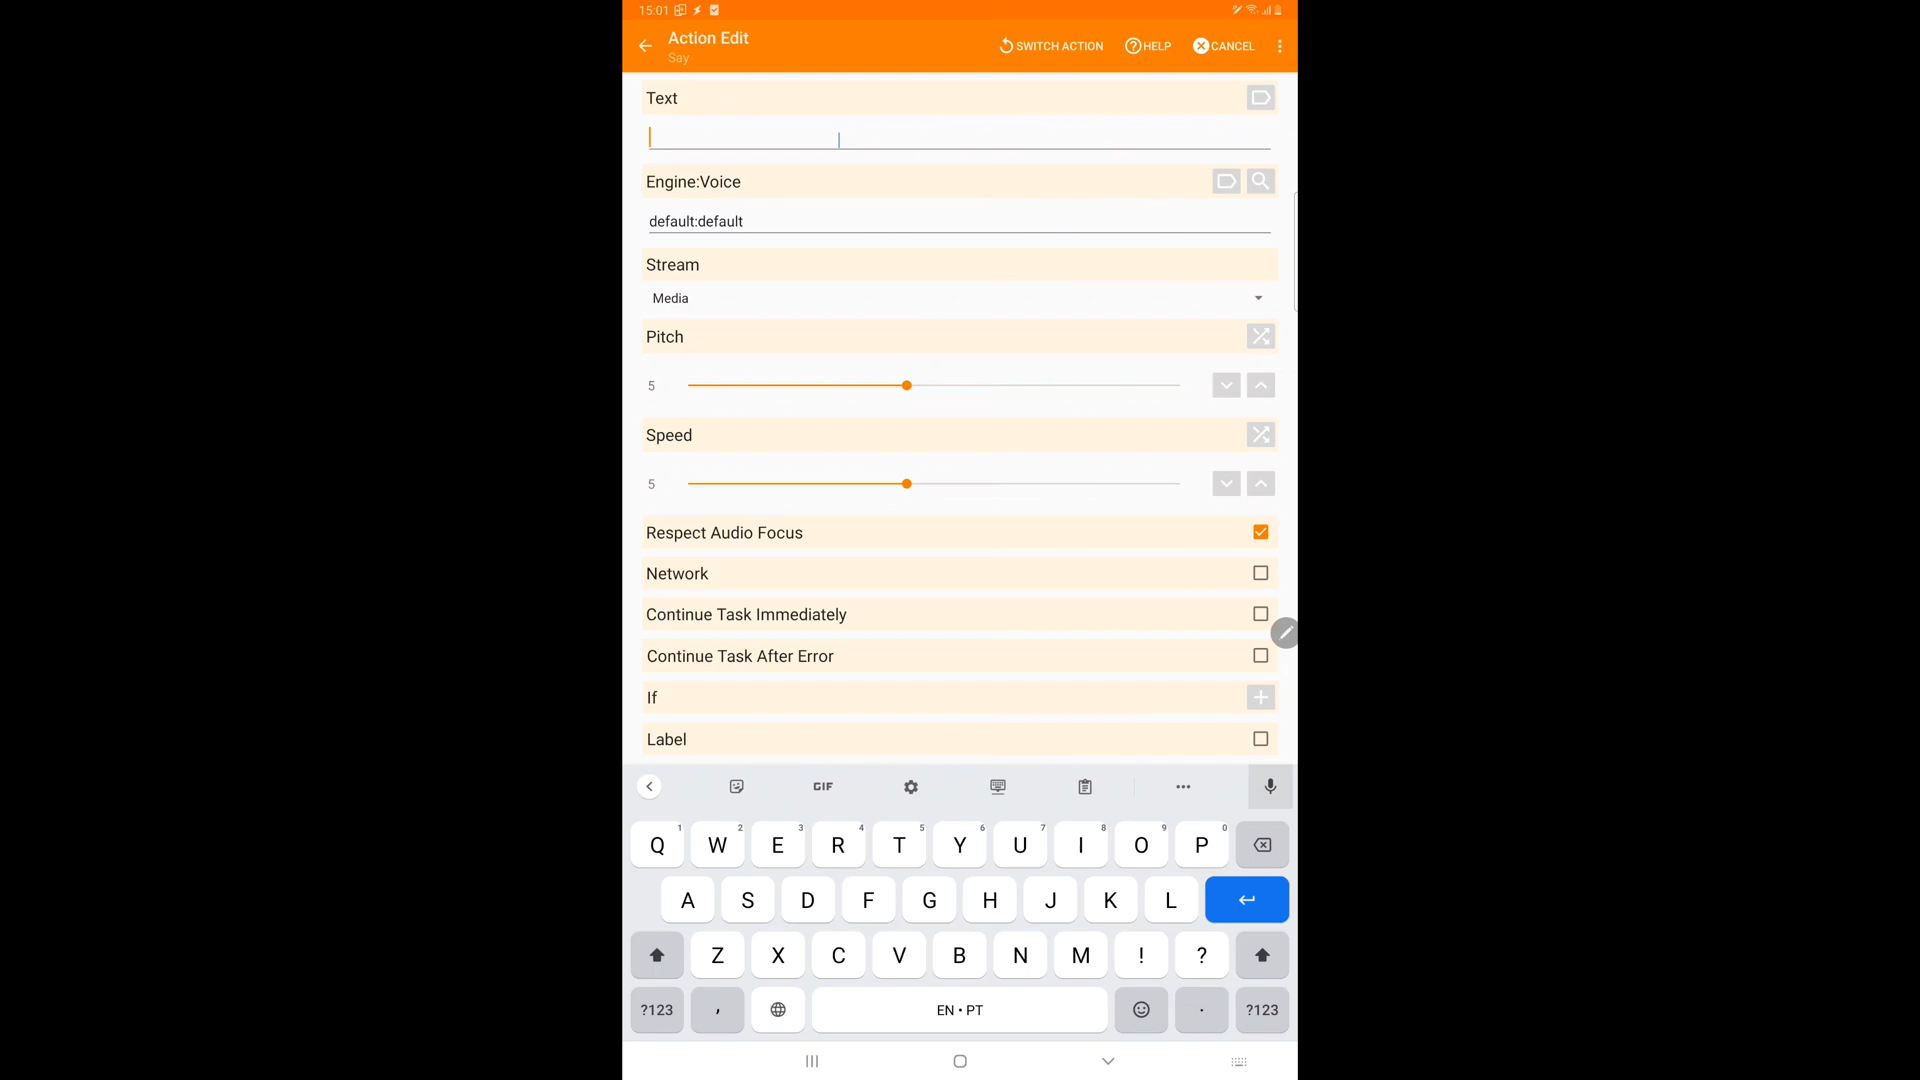 15:01
Action Edit
Say
SWITCH ACTION
HELP
CANCEL
Text
Engine:Voice
default:default
Stream
Media
Pitch
5
Speed
5
Respect Audio Focus
Network
Continue Task Immediately
Continue Task After Error
If
Label
GIF
Q 1 W 2 E 3 R 4 T 5 Y 6 U 7 I 8 O 9 P 0
A S D F G H J K L
Z X C V B N M ! ?
?123 , EN • PT . ?123